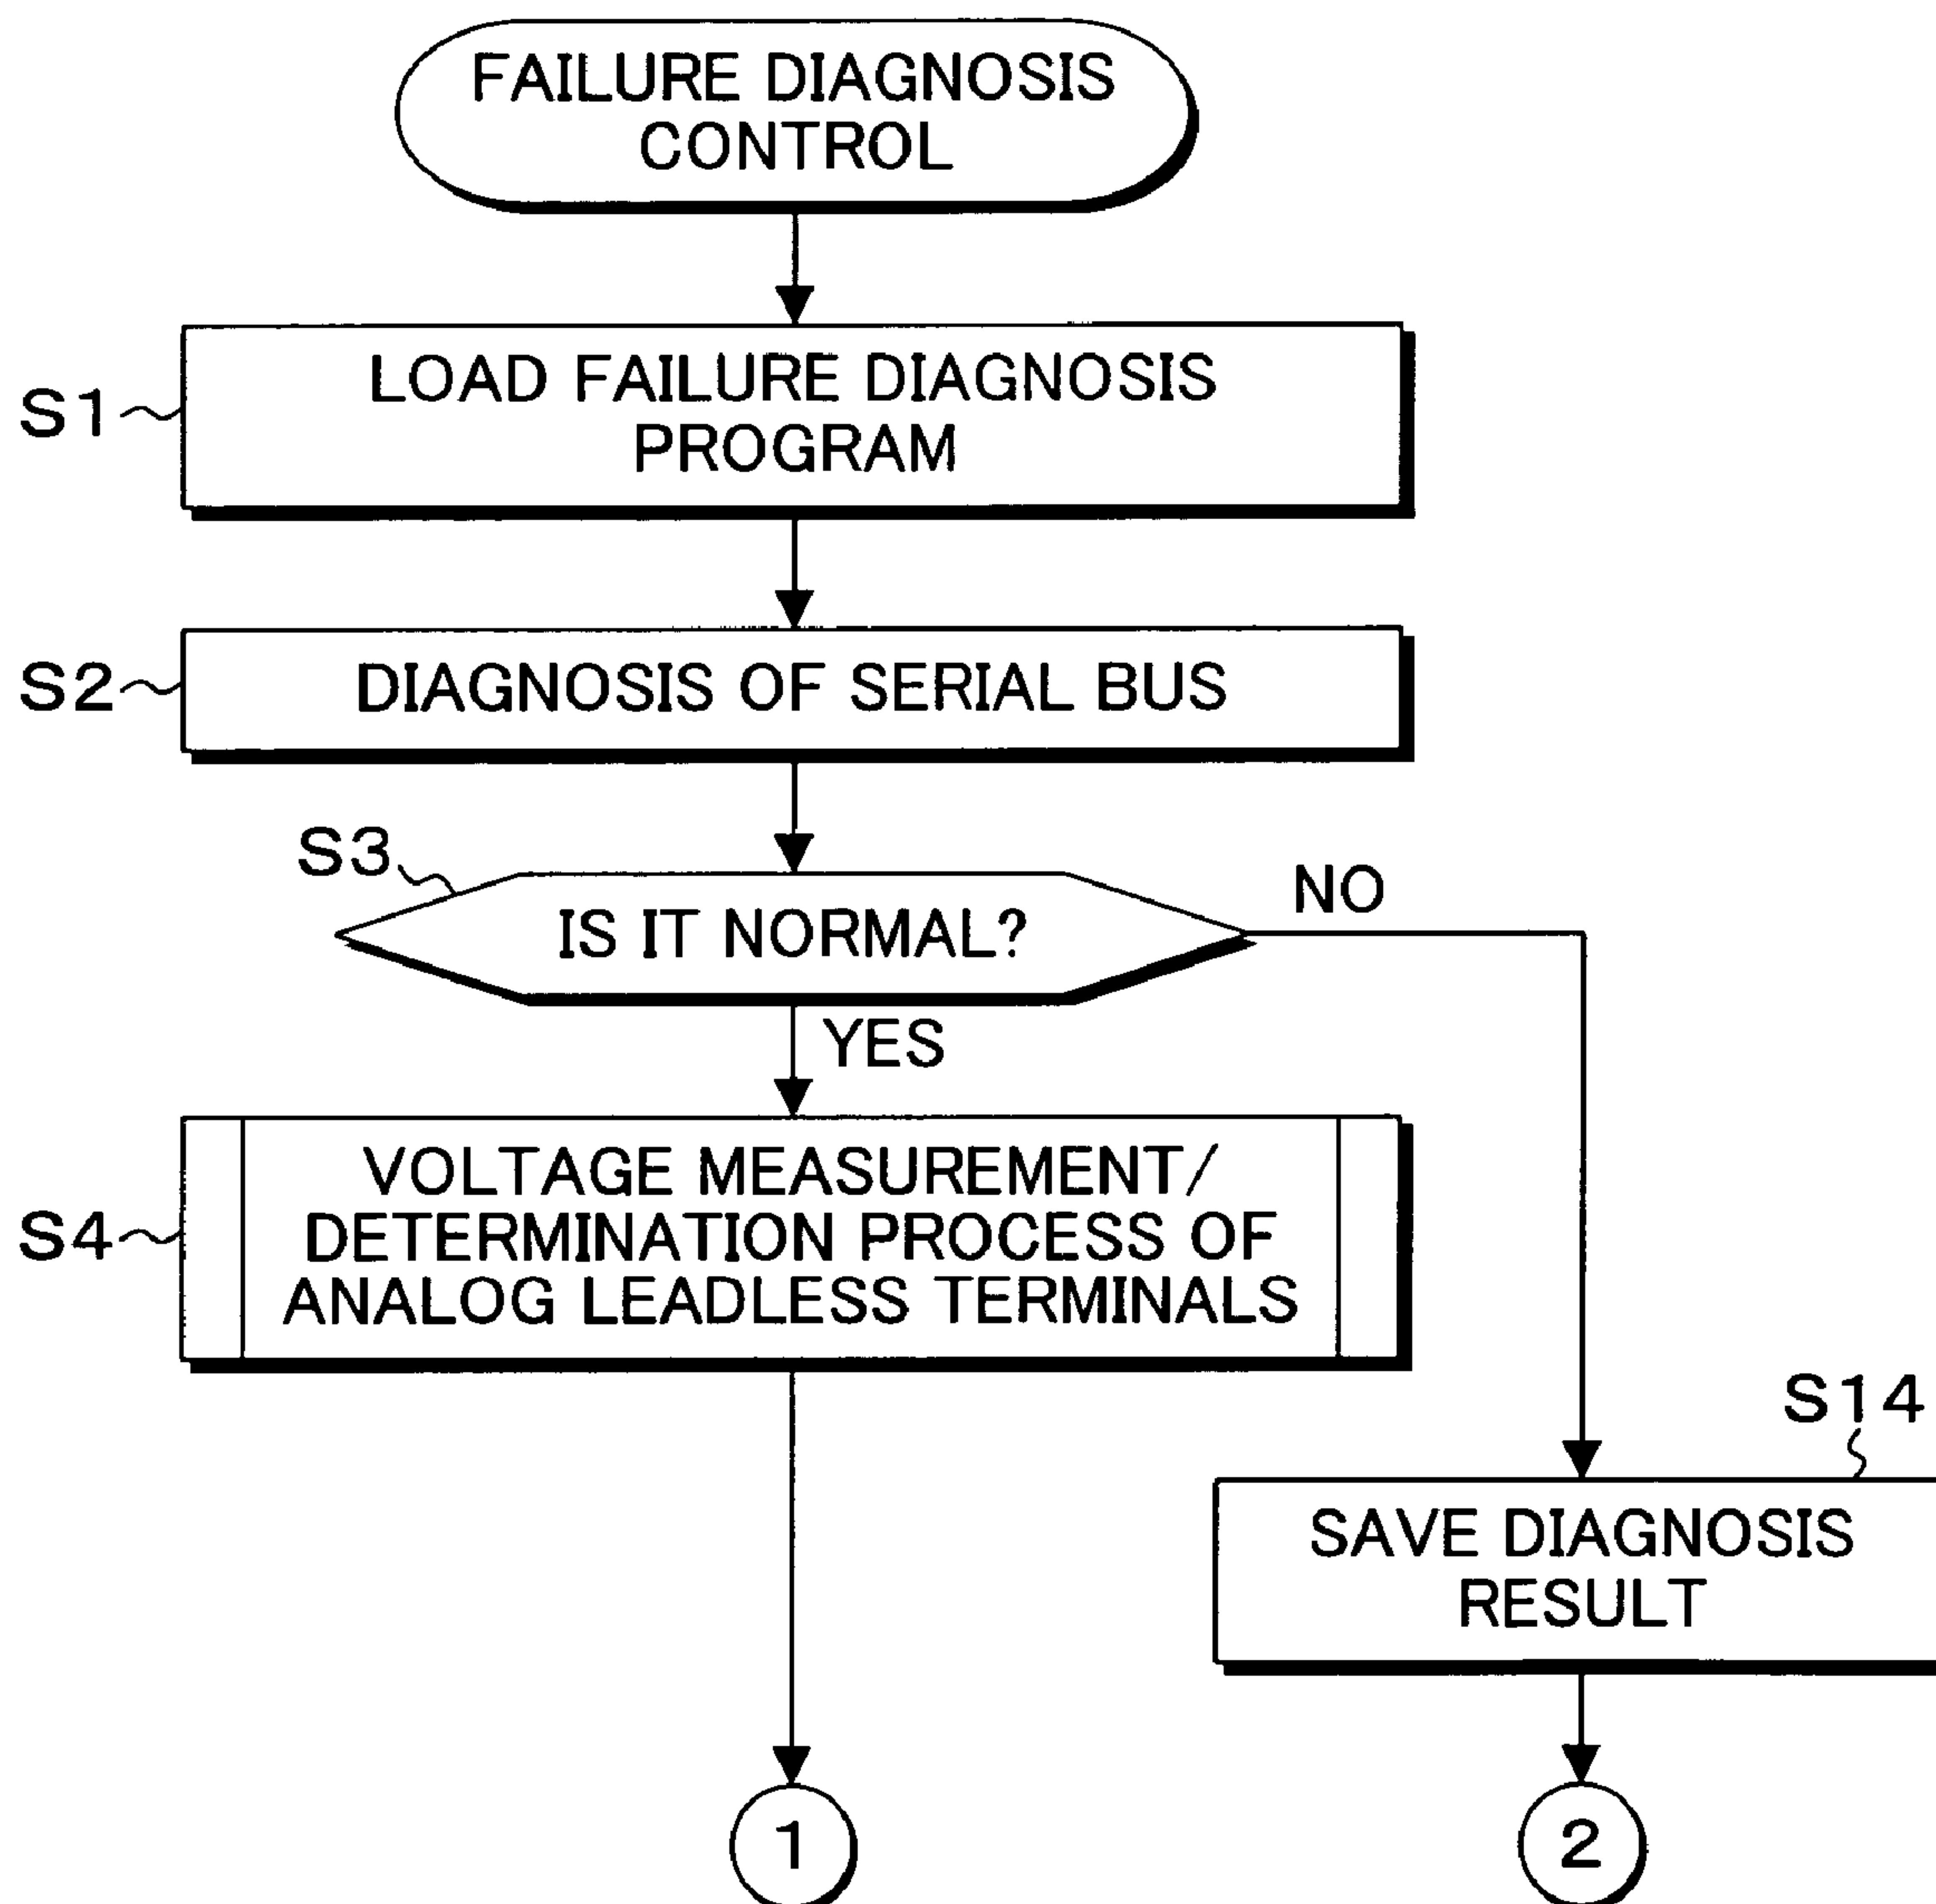 FAILURE DIAGNOSIS
CONTROL
S1
LOAD FAILURE DIAGNOSIS
PROGRAM
S2
DIAGNOSIS OF SERIAL BUS
S3
IS IT NORMAL?
NO
YES
S4
VOLTAGE MEASUREMENT/
DETERMINATION PROCESS OF
ANALOG LEADLESS TERMINALS
S14
SAVE DIAGNOSIS
RESULT
1
2